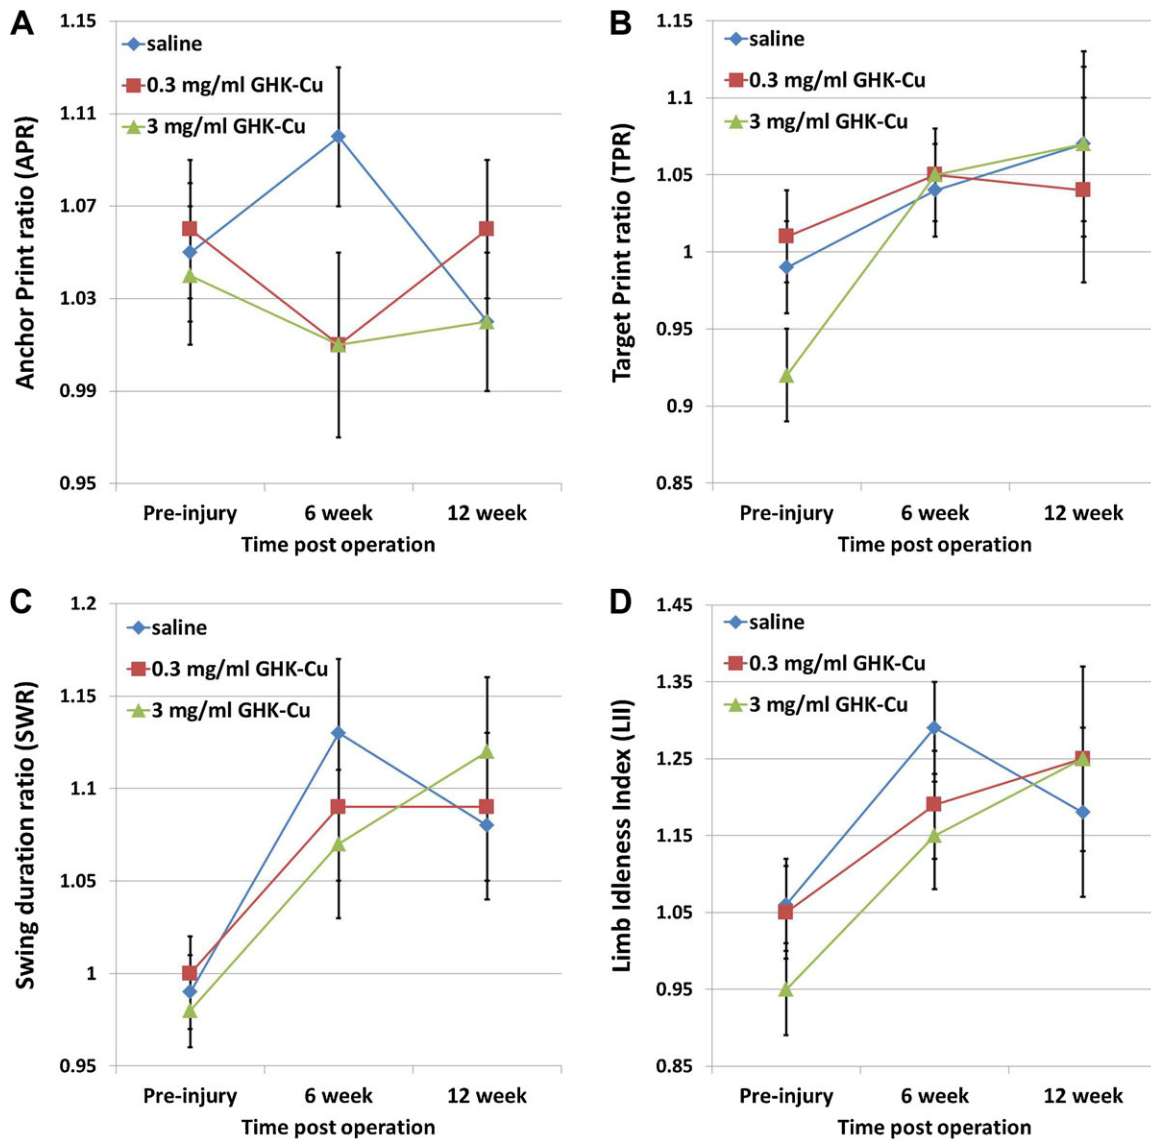 A
Anchor Print ratio (APR)
1.15
1.11
1.07
1.03
0.99
0.95
saline
0.3 mg/ml GHK-Cu
3 mg/ml GHK-Cu
Pre-injury 6 week 12 week
Time post operation
B
Target Print ratio (TPR)
1.15
1.1
1.05
1
0.95
0.9
0.85
saline
0.3 mg/ml GHK-Cu
3 mg/ml GHK-Cu
Pre-injury 6 week 12 week
Time post operation
C
Swing duration ratio (SWR)
1.2
1.15
1.1
1.05
1
0.95
saline
0.3 mg/ml GHK-Cu
3 mg/ml GHK-Cu
Pre-injury 6 week 12 week
Time post operation
D
Limb Idleness Index (LII)
1.45
1.35
1.25
1.15
1.05
0.95
0.85
saline
0.3 mg/ml GHK-Cu
3 mg/ml GHK-Cu
Pre-injury 6 week 12 week
Time post operation